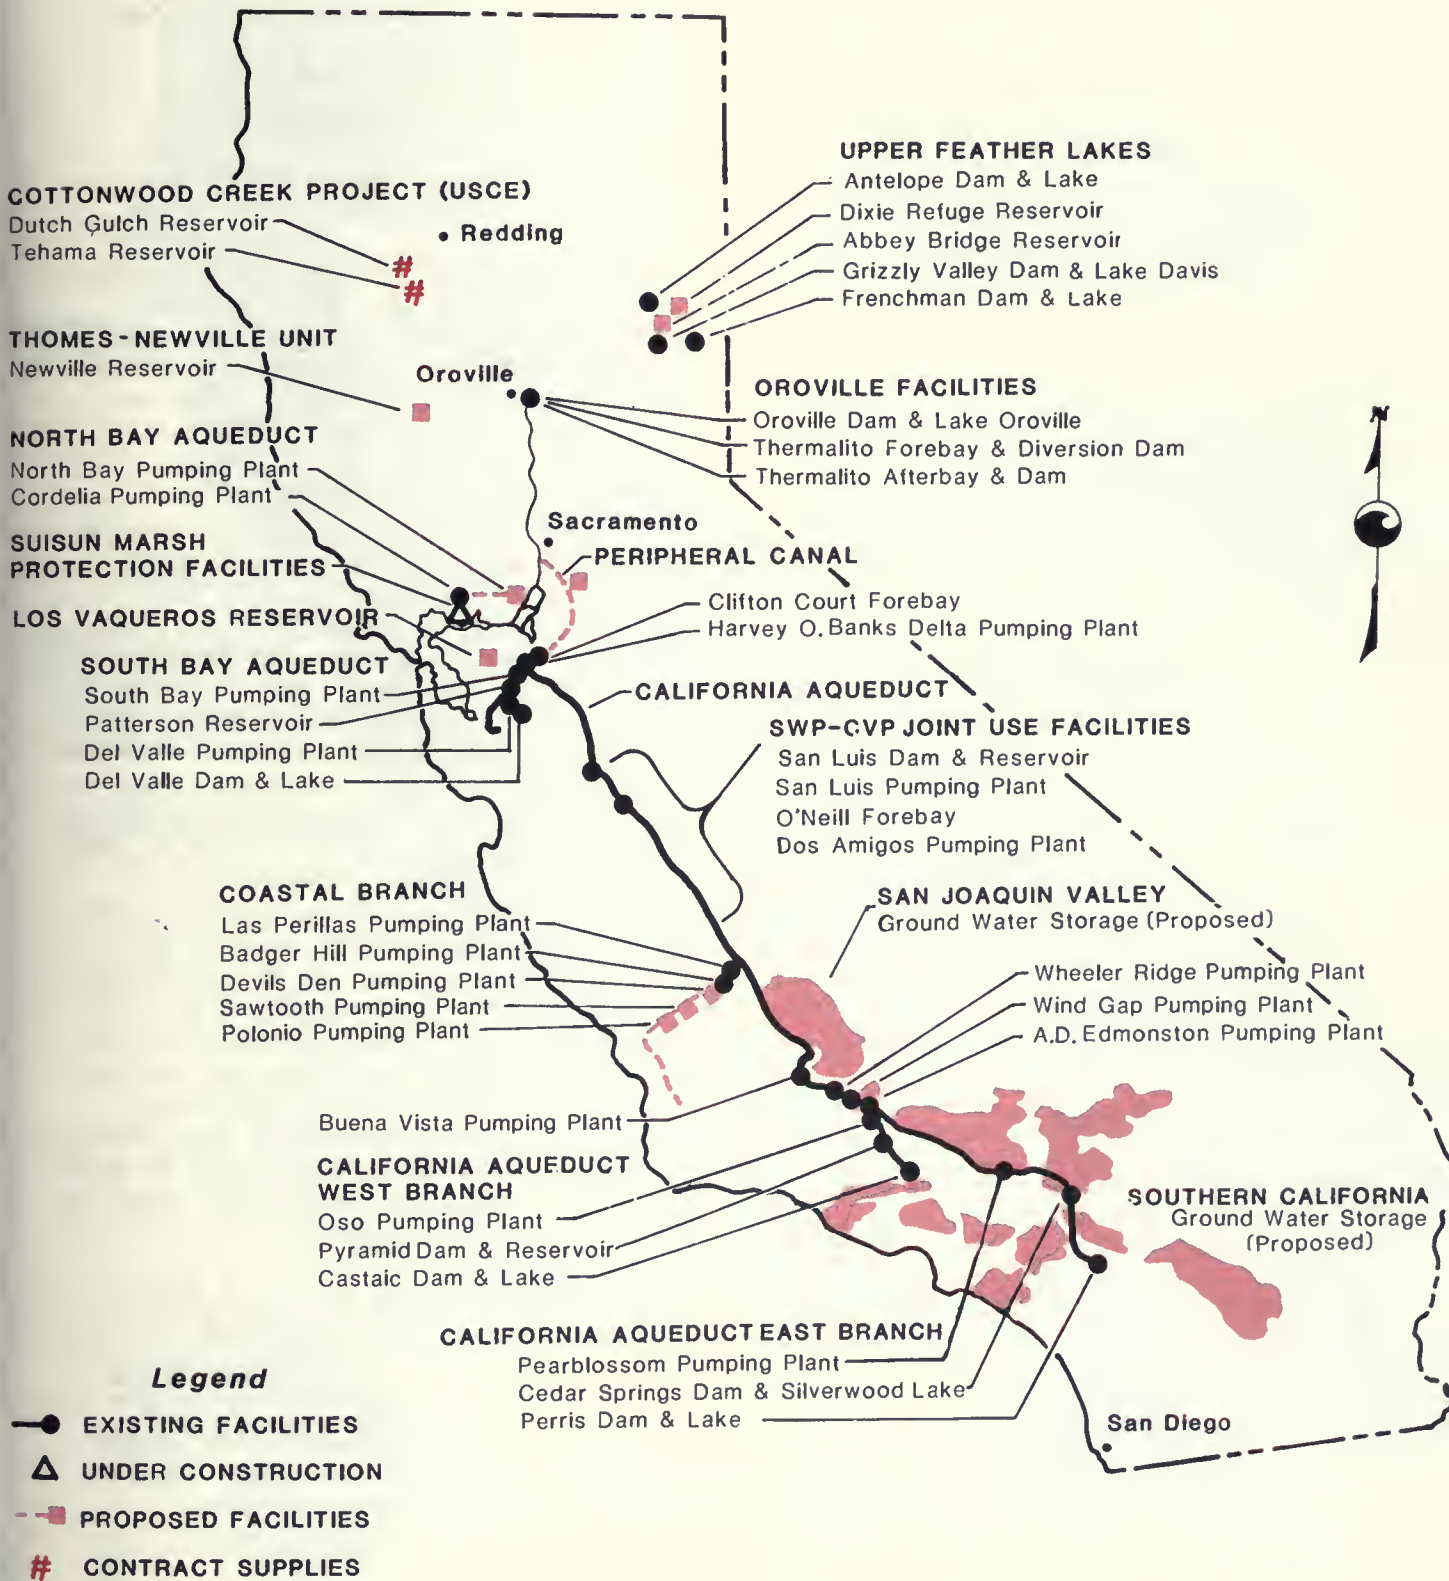 UPPER FEATHER LAKES
Antelope Dam & Lake
Dixie Refuge Reservoir
Abbey Bridge Reservoir
Grizzly Valley Dam & Lake Davis
Frenchman Dam & Lake
COTTONWOOD CREEK PROJECT (USCE)
Dutch Gulch Reservoir
Tehama Reservoir
• Redding
#
#
THOMES-NEWVILLE UNIT
Newville Reservoir
Oroville
OROVILLE FACILITIES
Oroville Dam & Lake Oroville
Thermalito Forebay & Diversion Dam
Thermalito Afterbay & Dam
N
NORTH BAY AQUEDUCT
North Bay Pumping Plant
Cordelia Pumping Plant
Sacramento
SUISUN MARSH
PROTECTION FACILITIES
PERIPHERAL CANAL
LOS VAQUEROS RESERVOIR
Clifton Court Forebay
Harvey O. Banks Delta Pumping Plant
SOUTH BAY AQUEDUCT
South Bay Pumping Plant
Patterson Reservoir
Del Valle Pumping Plant
Del Valle Dam & Lake
CALIFORNIA AQUEDUCT
SWP-CVP JOINT USE FACILITIES
San Luis Dam & Reservoir
San Luis Pumping Plant
O'Neill Forebay
Dos Amigos Pumping Plant
COASTAL BRANCH
Las Perillas Pumping Plant
Badger Hill Pumping Plant
Devils Den Pumping Plant
Sawtooth Pumping Plant
Polonio Pumping Plant
SAN JOAQUIN VALLEY
Ground Water Storage (Proposed)
Wheeler Ridge Pumping Plant
Wind Gap Pumping Plant
A.D. Edmonston Pumping Plant
Buena Vista Pumping Plant
CALIFORNIA AQUEDUCT
WEST BRANCH
Oso Pumping Plant
Pyramid Dam & Reservoir
Castaic Dam & Lake
SOUTHERN CALIFORNIA
Ground Water Storage
(Proposed)
CALIFORNIA AQUEDUCT EAST BRANCH
Pearblossom Pumping Plant
Cedar Springs Dam & Silverwood Lake
Perris Dam & Lake
San Diego
Legend
EXISTING FACILITIES
UNDER CONSTRUCTION
PROPOSED FACILITIES
# CONTRACT SUPPLIES